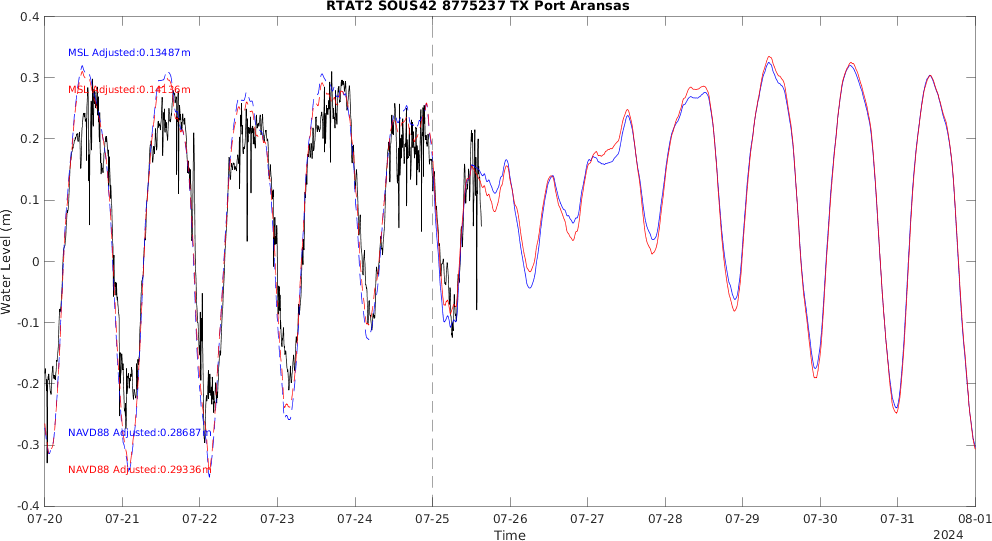 RTAT2 SOUS42 8775237 TX Port Aransas
0.4
0.3
0.2
0.1
0
-0.1
-0.2
-0.3
-0.4
Water Level (m)
MSL Adjusted:0.13487m
MSL Adjusted:0.14136m
NAVD88 Adjusted:0.28687m
NAVD88 Adjusted:0.29336m
07-20 07-21 07-22 07-23 07-24 07-25 07-26 07-27 07-28 07-29 07-30 07-31 08-01
Time
2024